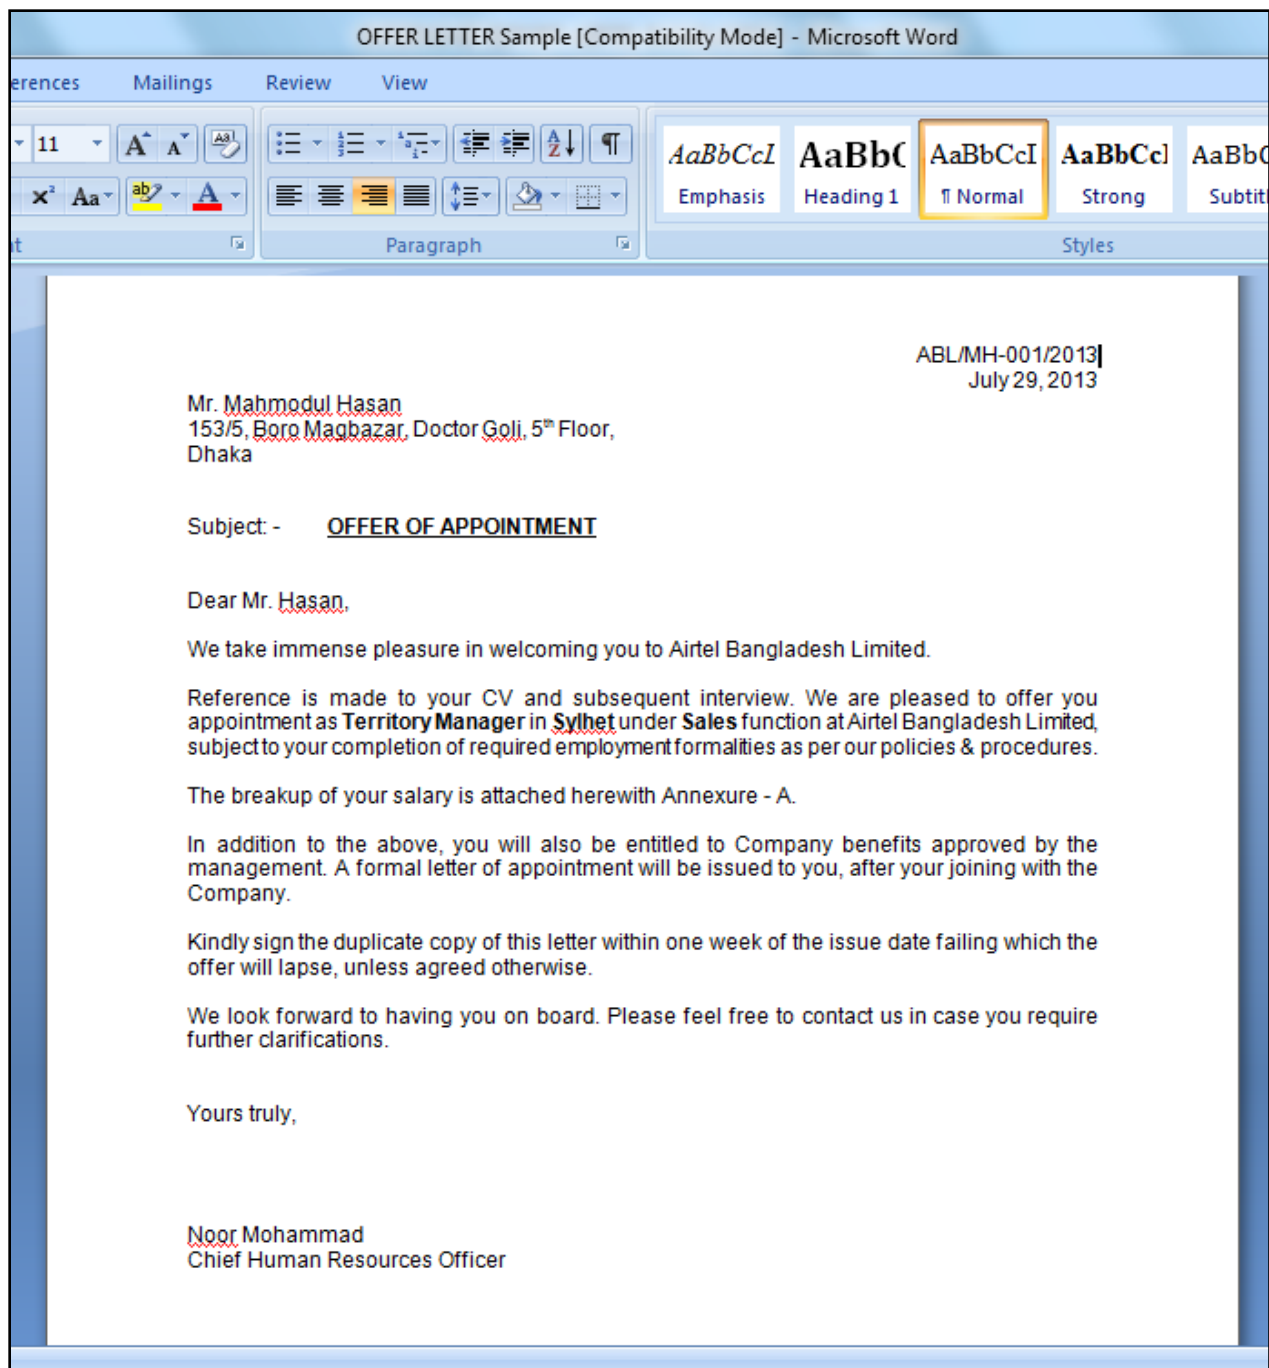 OFFER LETTER Sample [Compatibility Mode] - Microsoft Word
erences Mailings Review View
11
AaBbCcI AaBb( AaBbCcI AaBbCcl AaBbC
Emphasis Heading 1 ¶ Normal Strong Subtitl
Paragraph Styles
ABL/MH-001/2013
July 29, 2013
Mr. Mahmodul Hasan
153/5, Boro Magbazar, Doctor Goli, 5th Floor,
Dhaka
Subject: - OFFER OF APPOINTMENT
Dear Mr. Hasan,
We take immense pleasure in welcoming you to Airtel Bangladesh Limited.
Reference is made to your CV and subsequent interview. We are pleased to offer you
appointment as Territory Manager in Sylhet under Sales function at Airtel Bangladesh Limited,
subject to your completion of required employment formalities as per our policies & procedures.
The breakup of your salary is attached herewith Annexure - A.
In addition to the above, you will also be entitled to Company benefits approved by the
management. A formal letter of appointment will be issued to you, after your joining with the
Company.
Kindly sign the duplicate copy of this letter within one week of the issue date failing which the
offer will lapse, unless agreed otherwise.
We look forward to having you on board. Please feel free to contact us in case you require
further clarifications.
Yours truly,
Noor Mohammad
Chief Human Resources Officer